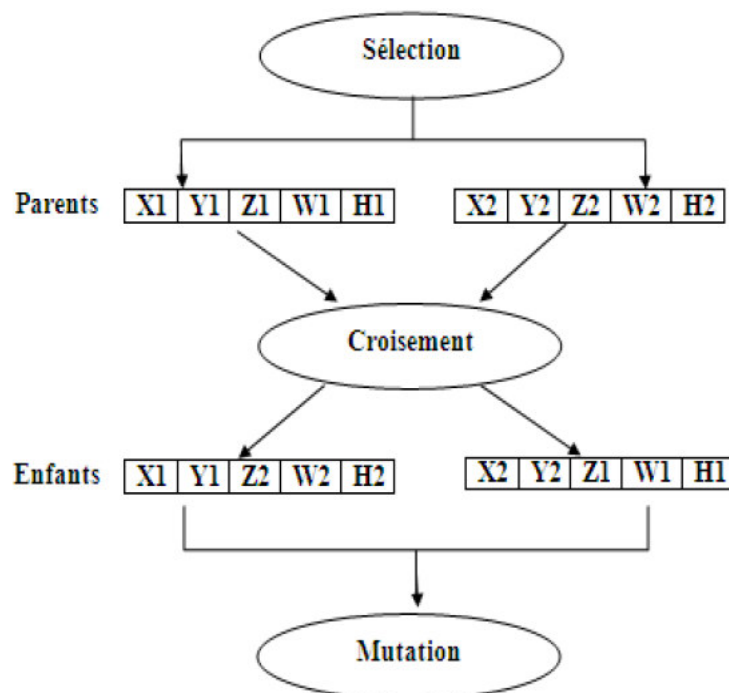 Sélection
Parents X1 Y1 Z1 W1 H1 X2 Y2 Z2 W2 H2
Croisement
Enfants X1 Y1 Z2 W2 H2 X2 Y2 Z1 W1 H1
Mutation